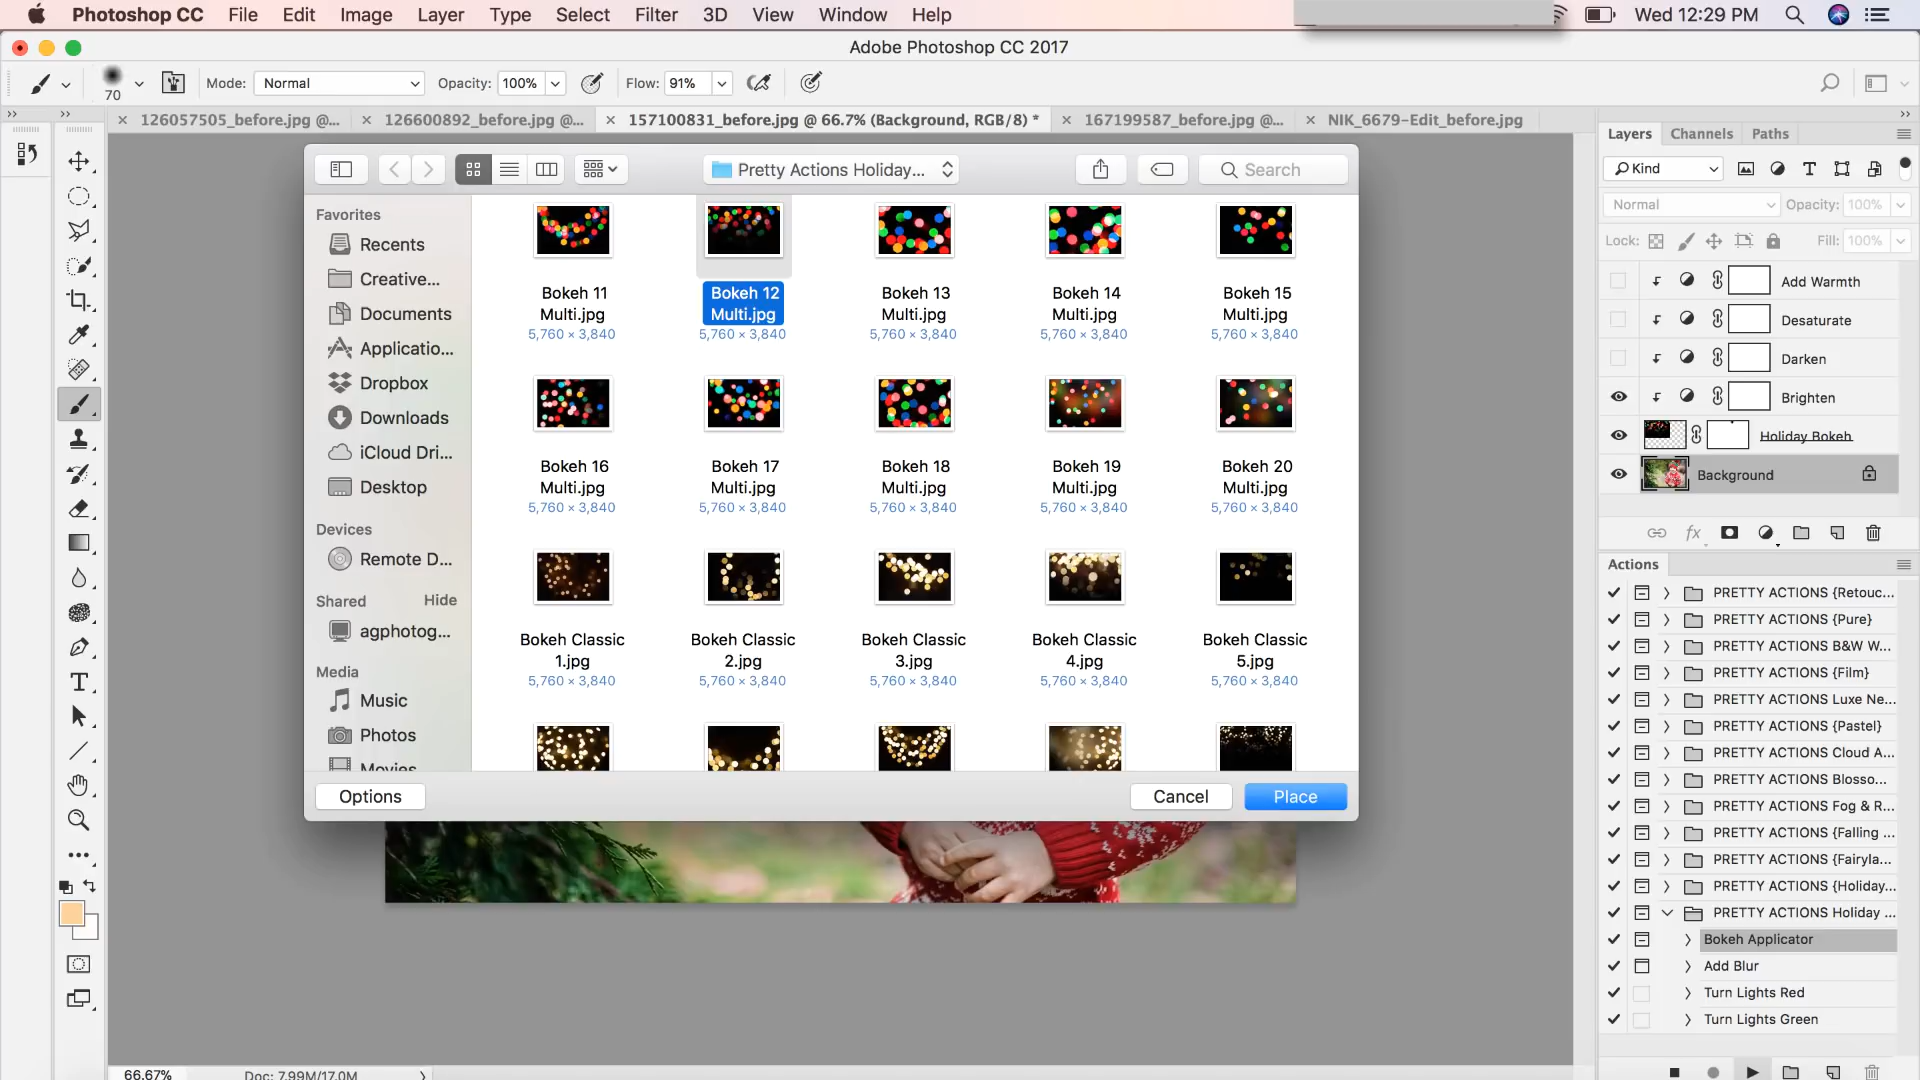 Photoshop CC File Edit Image Layer Type Select Filter 3D View Window Help Wed 12:29 PM
Adobe Photoshop CC 2017
70 Mode: Normal Opacity: 100% Flow: 91%
126057505_before.jpg @... 126600892_before.jpg @... 157100831_before.jpg @ 66.7% (Background, RGB/8) * 167199587_before.jpg @... NIK_6679-Edit_before.jpg
Pretty Actions Holiday... Search
Favorites
Recents
Creative...
Documents
Applicatio...
Dropbox
Downloads
iCloud Dri...
Desktop
Devices
Remote D...
Shared Hide
agphotog...
Media
Music
Photos
Movies
Bokeh 11 Bokeh 12 Bokeh 13 Bokeh 14 Bokeh 15
Multi.jpg Multi.jpg Multi.jpg Multi.jpg Multi.jpg
5,760 × 3,840 5,760 × 3,840 5,760 × 3,840 5,760 × 3,840 5,760 × 3,840
Bokeh 16 Bokeh 17 Bokeh 18 Bokeh 19 Bokeh 20
Multi.jpg Multi.jpg Multi.jpg Multi.jpg Multi.jpg
5,760 × 3,840 5,760 × 3,840 5,760 × 3,840 5,760 × 3,840 5,760 × 3,840
Bokeh Classic Bokeh Classic Bokeh Classic Bokeh Classic Bokeh Classic
1.jpg 2.jpg 3.jpg 4.jpg 5.jpg
5,760 × 3,840 5,760 × 3,840 5,760 × 3,840 5,760 × 3,840 5,760 × 3,840
Options Cancel Place
Layers Channels Paths
Kind
Normal Opacity: 100%
Lock: Fill: 100%
Add Warmth
Desaturate
Darken
Brighten
Holiday Bokeh
Background
fx
Actions
PRETTY ACTIONS {Retouc...
PRETTY ACTIONS {Pure}
PRETTY ACTIONS B&W W...
PRETTY ACTIONS {Film}
PRETTY ACTIONS Luxe Ne...
PRETTY ACTIONS {Pastel}
PRETTY ACTIONS Cloud A...
PRETTY ACTIONS Blosso...
PRETTY ACTIONS Fog & R...
PRETTY ACTIONS {Falling ...
PRETTY ACTIONS {Fairyla...
PRETTY ACTIONS {Holiday...
PRETTY ACTIONS Holiday ...
Bokeh Applicator
Add Blur
Turn Lights Red
Turn Lights Green
66.67% Doc: 7.99M/17.0M